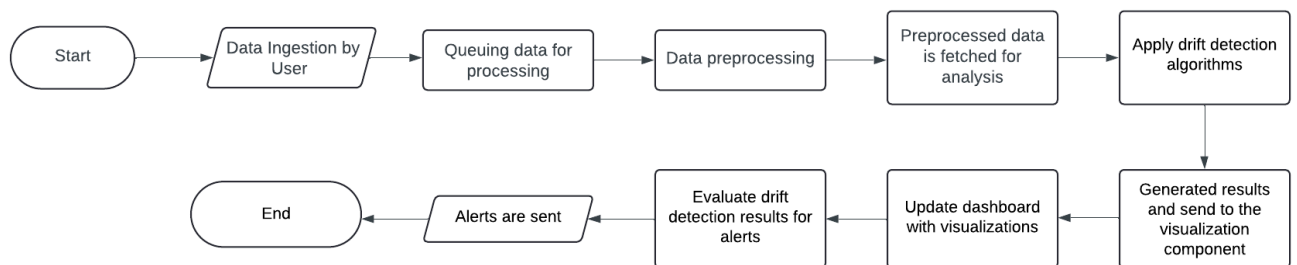 Start
Data Ingestion by
User
Queuing data for
processing
Data preprocessing
Preprocessed data
is fetched for
analysis
Apply drift detection
algorithms
Generated results
and send to the
visualization
component
Update dashboard
with visualizations
Evaluate drift
detection results for
alerts
Alerts are sent
End